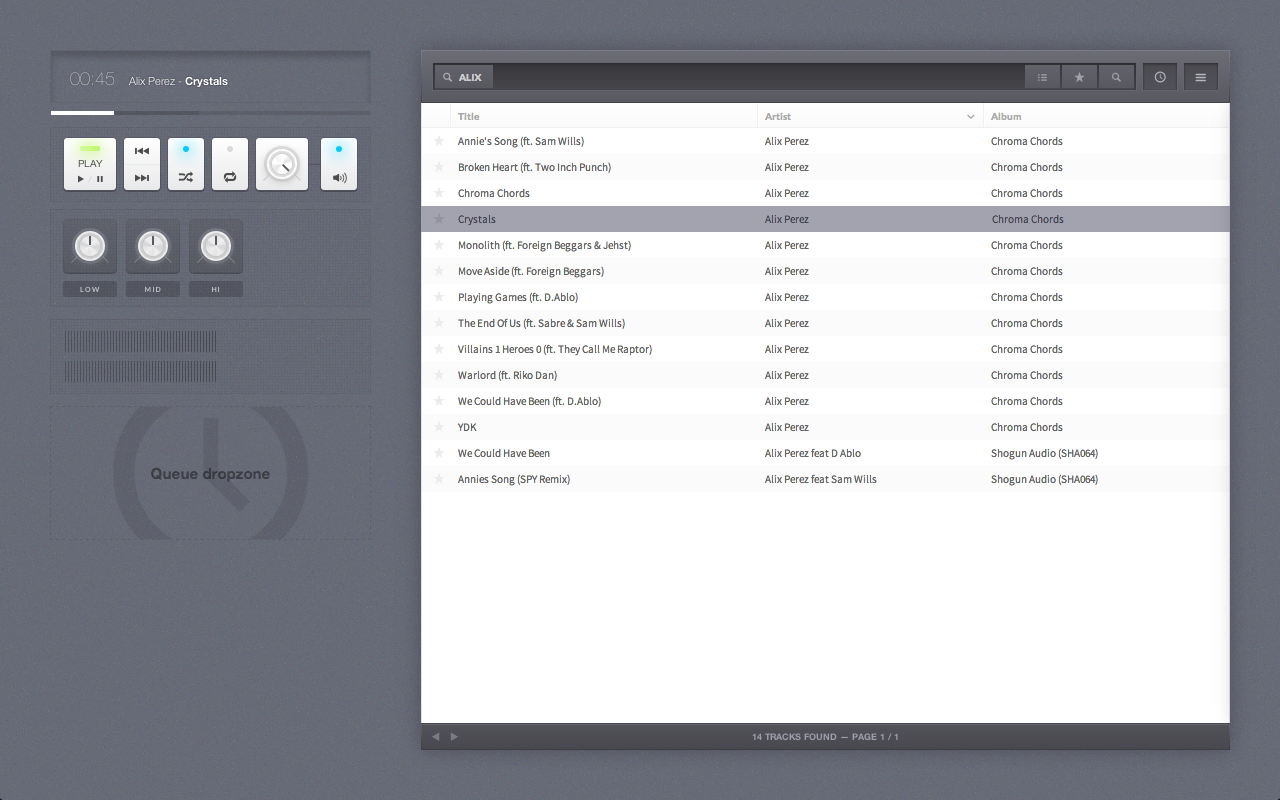 00:45 Alix Perez - Crystals
PLAY
LOW MID HI
Queue dropzone
ALIX
Title Artist Album
Annie's Song (ft. Sam Wills) Alix Perez Chroma Chords
Broken Heart (ft. Two Inch Punch) Alix Perez Chroma Chords
Chroma Chords Alix Perez Chroma Chords
Crystals Alix Perez Chroma Chords
Monolith (ft. Foreign Beggars & Jehst) Alix Perez Chroma Chords
Move Aside (ft. Foreign Beggars) Alix Perez Chroma Chords
Playing Games (ft. D.Ablo) Alix Perez Chroma Chords
The End Of Us (ft. Sabre & Sam Wills) Alix Perez Chroma Chords
Villains 1 Heroes 0 (ft. They Call Me Raptor) Alix Perez Chroma Chords
Warlord (ft. Riko Dan) Alix Perez Chroma Chords
We Could Have Been (ft. D.Ablo) Alix Perez Chroma Chords
YDK Alix Perez Chroma Chords
We Could Have Been Alix Perez feat D Ablo Shogun Audio (SHA064)
Annies Song (SPY Remix) Alix Perez feat Sam Wills Shogun Audio (SHA064)
14 TRACKS FOUND — PAGE 1 / 1